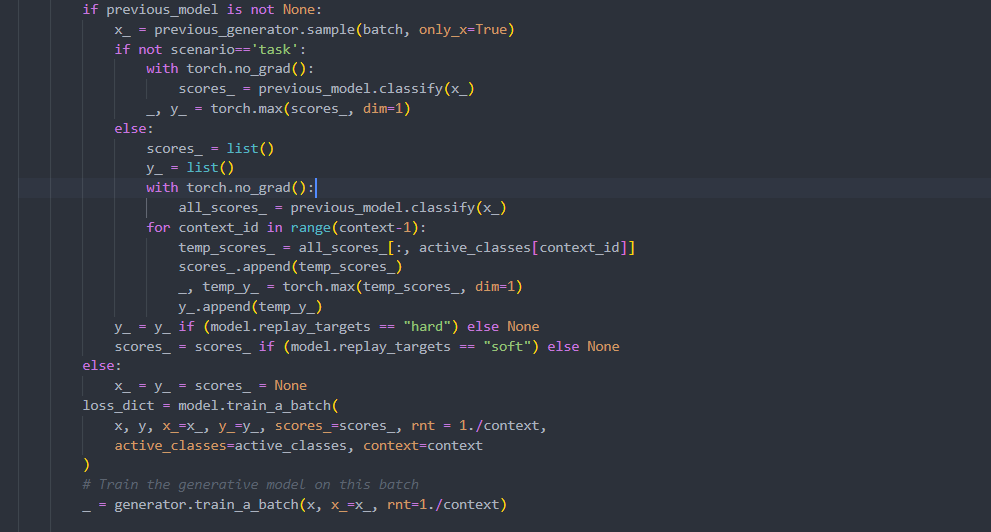 if previous_model is not None:
    x_ = previous_generator.sample(batch, only_x=True)
    if not scenario=='task':
        with torch.no_grad():
            scores_ = previous_model.classify(x_)
        _, y_ = torch.max(scores_, dim=1)
    else:
        scores_ = list()
        y_ = list()
        with torch.no_grad():
            all_scores_ = previous_model.classify(x_)
        for context_id in range(context-1):
            temp_scores_ = all_scores_[:, active_classes[context_id]]
            scores_.append(temp_scores_)
            _, temp_y_ = torch.max(temp_scores_, dim=1)
            y_.append(temp_y_)
    y_ = y_ if (model.replay_targets == "hard") else None
    scores_ = scores_ if (model.replay_targets == "soft") else None
else:
    x_ = y_ = scores_ = None
loss_dict = model.train_a_batch(
    x, y, x_=x_, y_=y_, scores_=scores_, rnt = 1./context,
    active_classes=active_classes, context=context
)
# Train the generative model on this batch
_ = generator.train_a_batch(x, x_=x_, rnt=1./context)